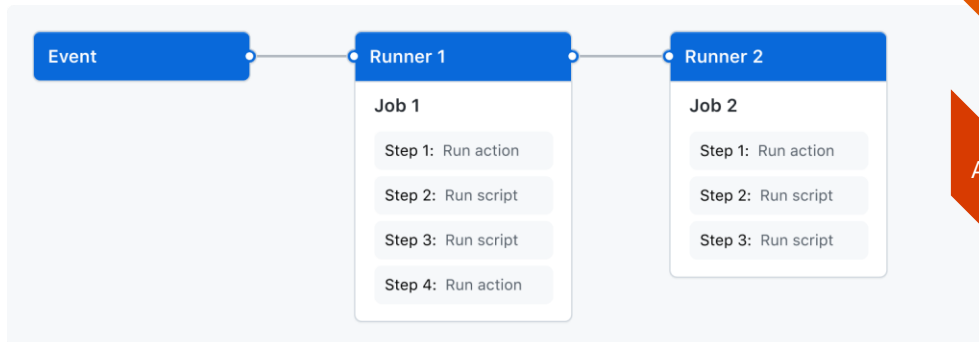 Event
Runner 1
Job 1
Step 1: Run action
Step 2: Run script
Step 3: Run script
Step 4: Run action
Runner 2
Job 2
Step 1: Run action
Step 2: Run script
Step 3: Run script